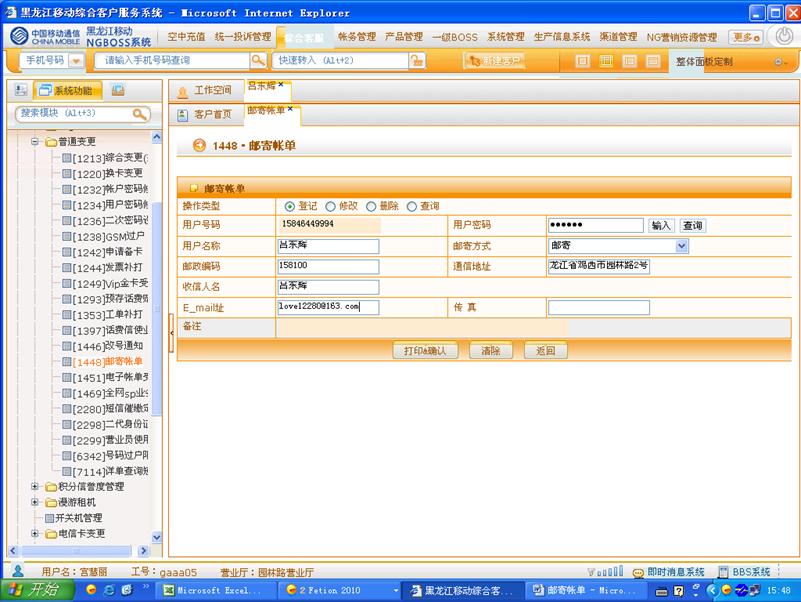 黑龙江移动综合客户服务系统 - Microsoft Internet Explorer
中国移动通信 CHINA MOBILE 黑龙江移动 NGBOSS系统
空中充值 统一投诉管理 综合客服 帐务管理 产品管理 一级BOSS 系统管理 生产信息系统 渠道管理 NG营销资源管理 更多
手机号码 请输入手机号码查询 快速转入 (Alt+2) 新建客户 整体面板定制
系统功能 工作空间 吕东辉×
搜索模块 (Alt+3) 客户首页 邮寄帐单×
普通变更
[1213]综合变更(
[1220]换卡变更
[1232]帐户密码
[1234]用户密码
[1236]二次密码
[1238]GSM过户
[1242]申请备卡
[1244]发票打补
[1249]Vip金卡受
[1293]预存话费
[1353]工单补打
[1397]话费信使
[1446]改号通知
[1448]邮寄帐单
[1451]电子帐单
[1469]全网sp业
[2280]短信催缴
[2298]二代身份证
[2299]营业员使用
[6342]号码过户
[7114]详单查询
积分信誉度管理
漫游租机
开关机管理
电信卡变更
1448·邮寄帐单
邮寄帐单
操作类型 登记 修改 删除 查询
用户号码 15846449994 用户密码 ●●●●●● 输入 查询
用户名称 吕东辉 邮寄方式 邮寄
邮政编码 158100 通信地址 龙江省鸡西市园林路2号
收信人名 吕东辉
E_mail址 love12280@163.com 传 真
备注
打印&确认 清除 返回
用户名：宫慧丽 工号：gaaa05 营业厅：园林路营业厅 即时消息系统 BBS系统
开始 Microsoft Excel... 2 Fetion 2010 黑龙江移动综合客... 邮寄帐单 - Micro... 15:48